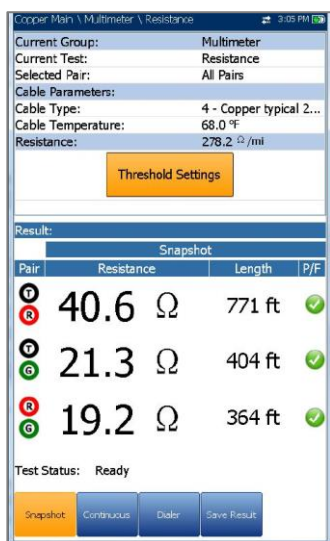 Copper Main \ Multimeter \ Resistance 3:05 PM
Current Group: Multimeter
Current Test: Resistance
Selected Pair: All Pairs
Cable Parameters:
Cable Type: 4 - Copper typical 2...
Cable Temperature: 68.0 ºF
Resistance: 278.2 Ω/mi
Threshold Settings
Result:
Snapshot
Pair Resistance Length P/F
T
R
40.6 Ω 771 ft
T
G
21.3 Ω 404 ft
R
G
19.2 Ω 364 ft
Test Status: Ready
Snapshot Continuous Dialer Save Result